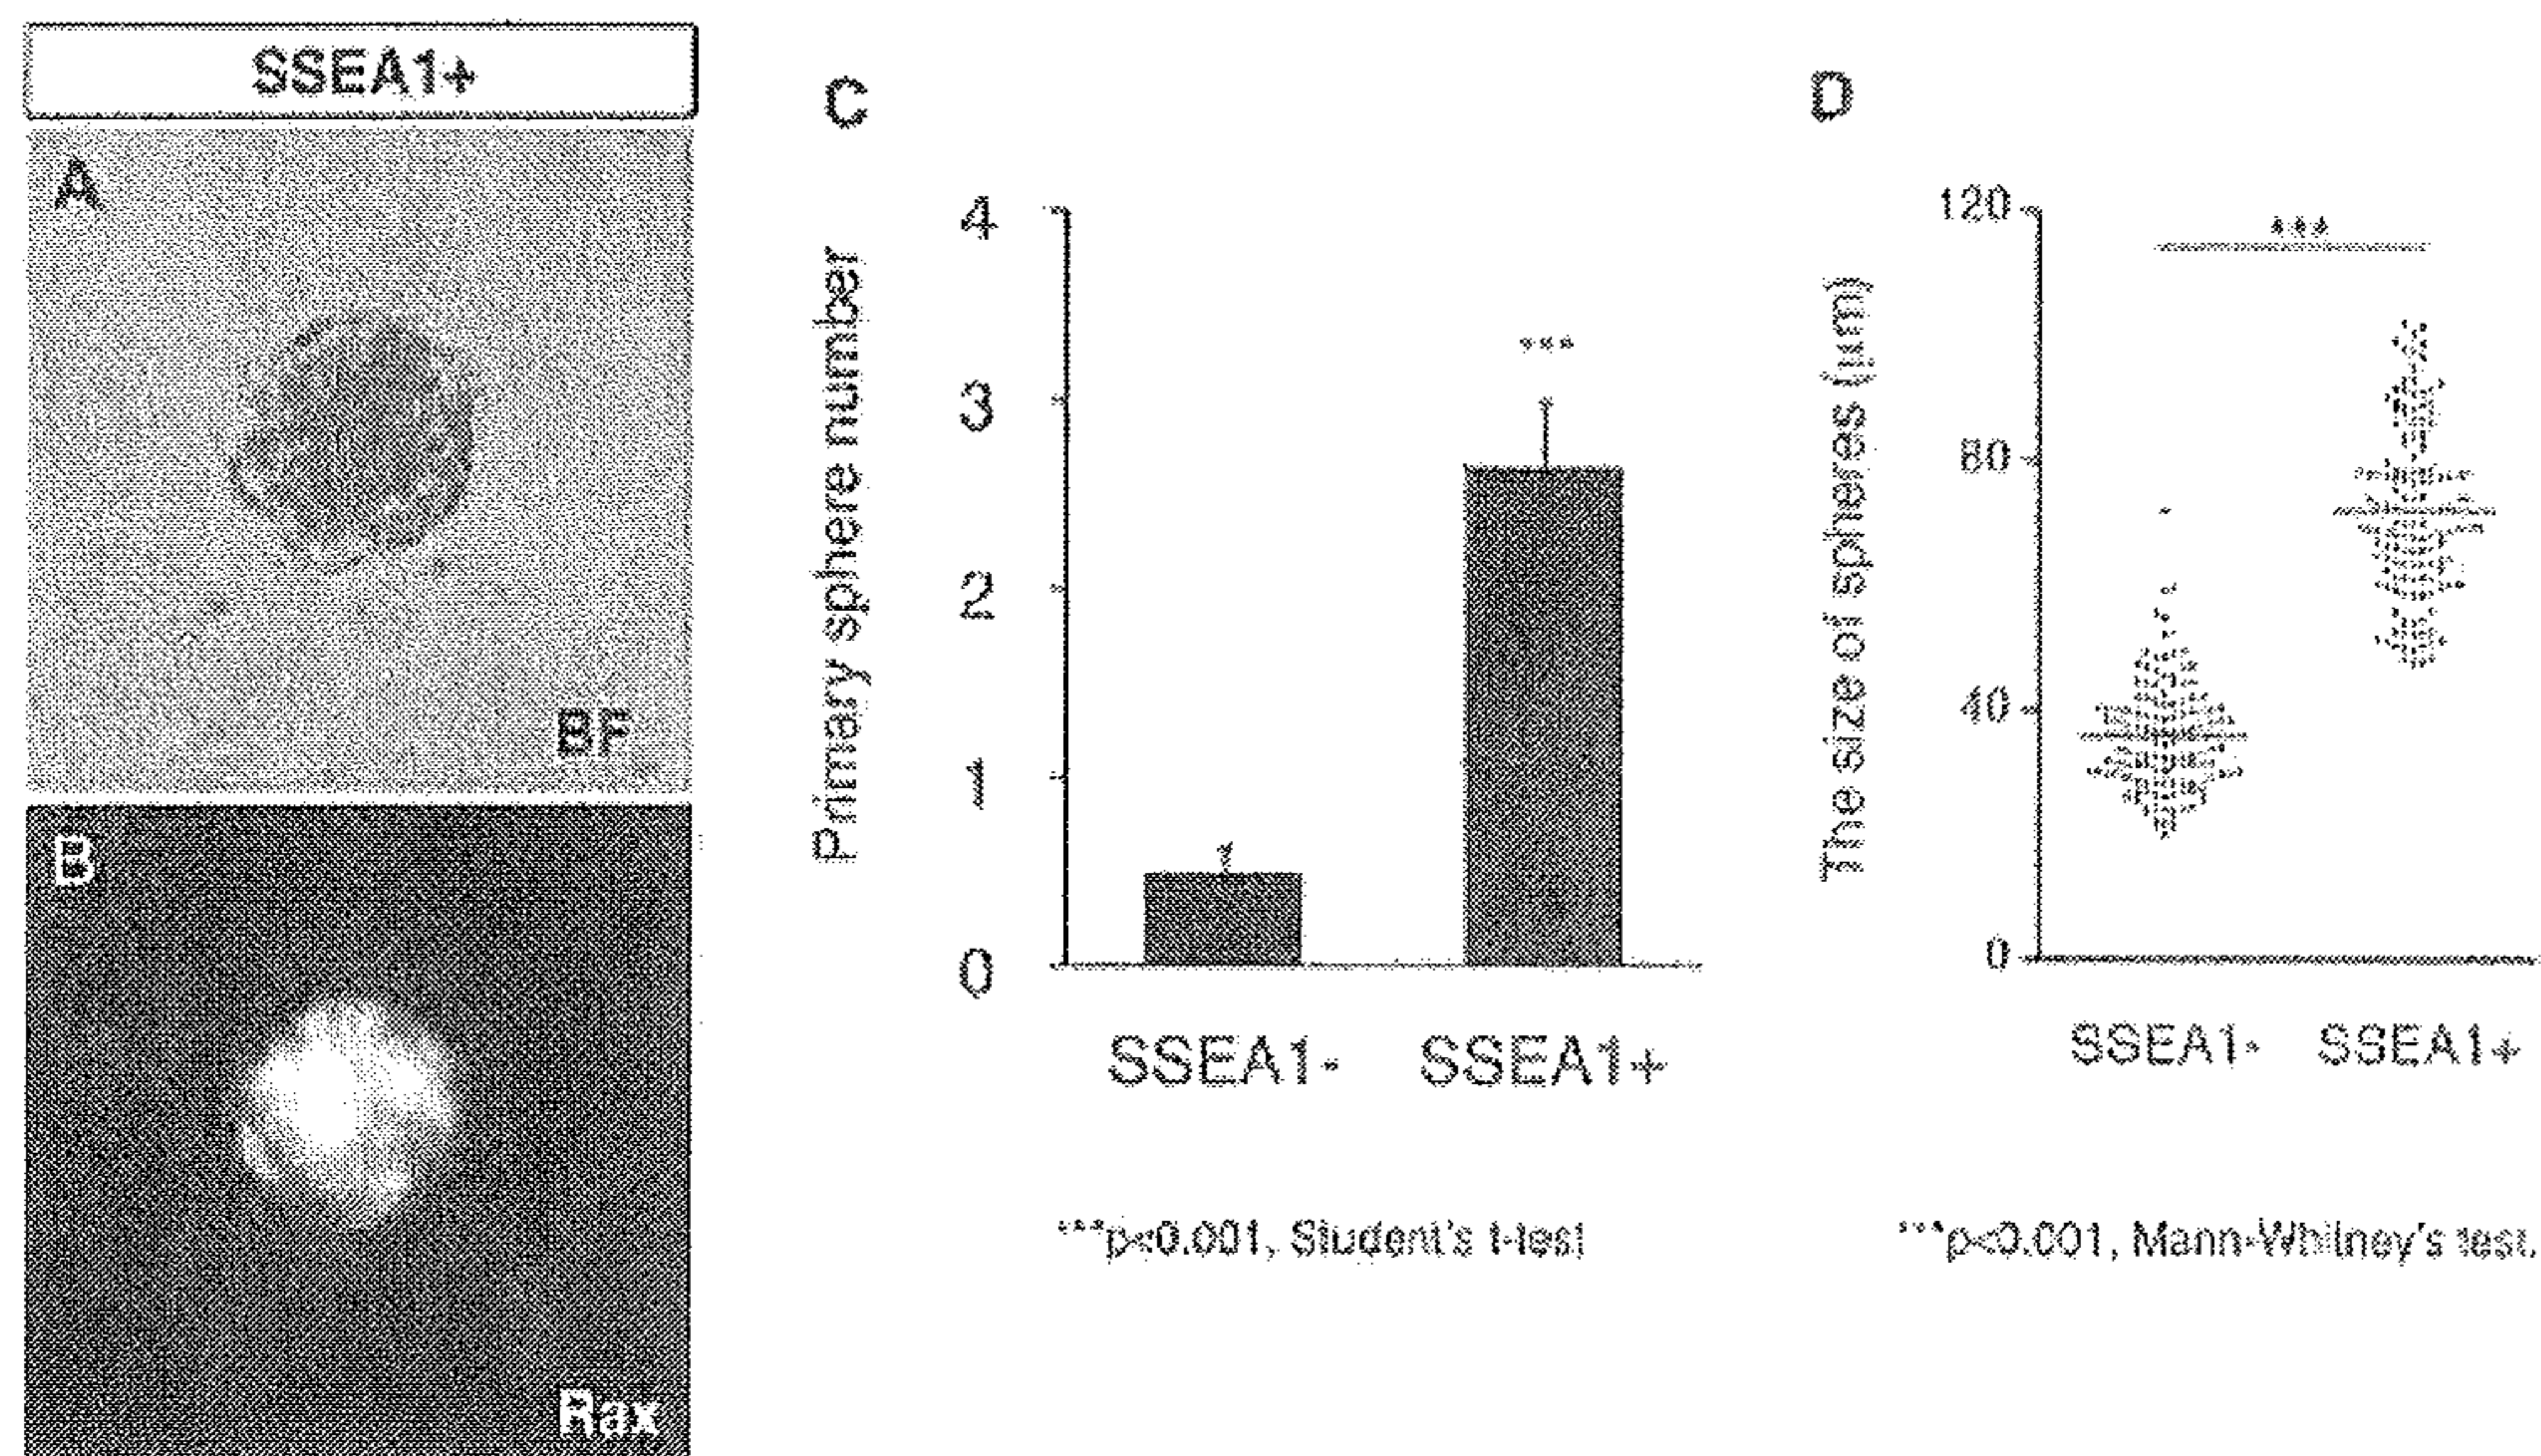 SSEA1+
A
BF
B
Rax
C
Primary sphere number
4
3
2
1
0
***
SSEA1-
SSEA1+
***p<0.001, Student's t-test
D
The size of spheres (μm)
120
80
40
0
***
SSEA1-
SSEA1+
***p<0.001, Mann-Whitney's test.